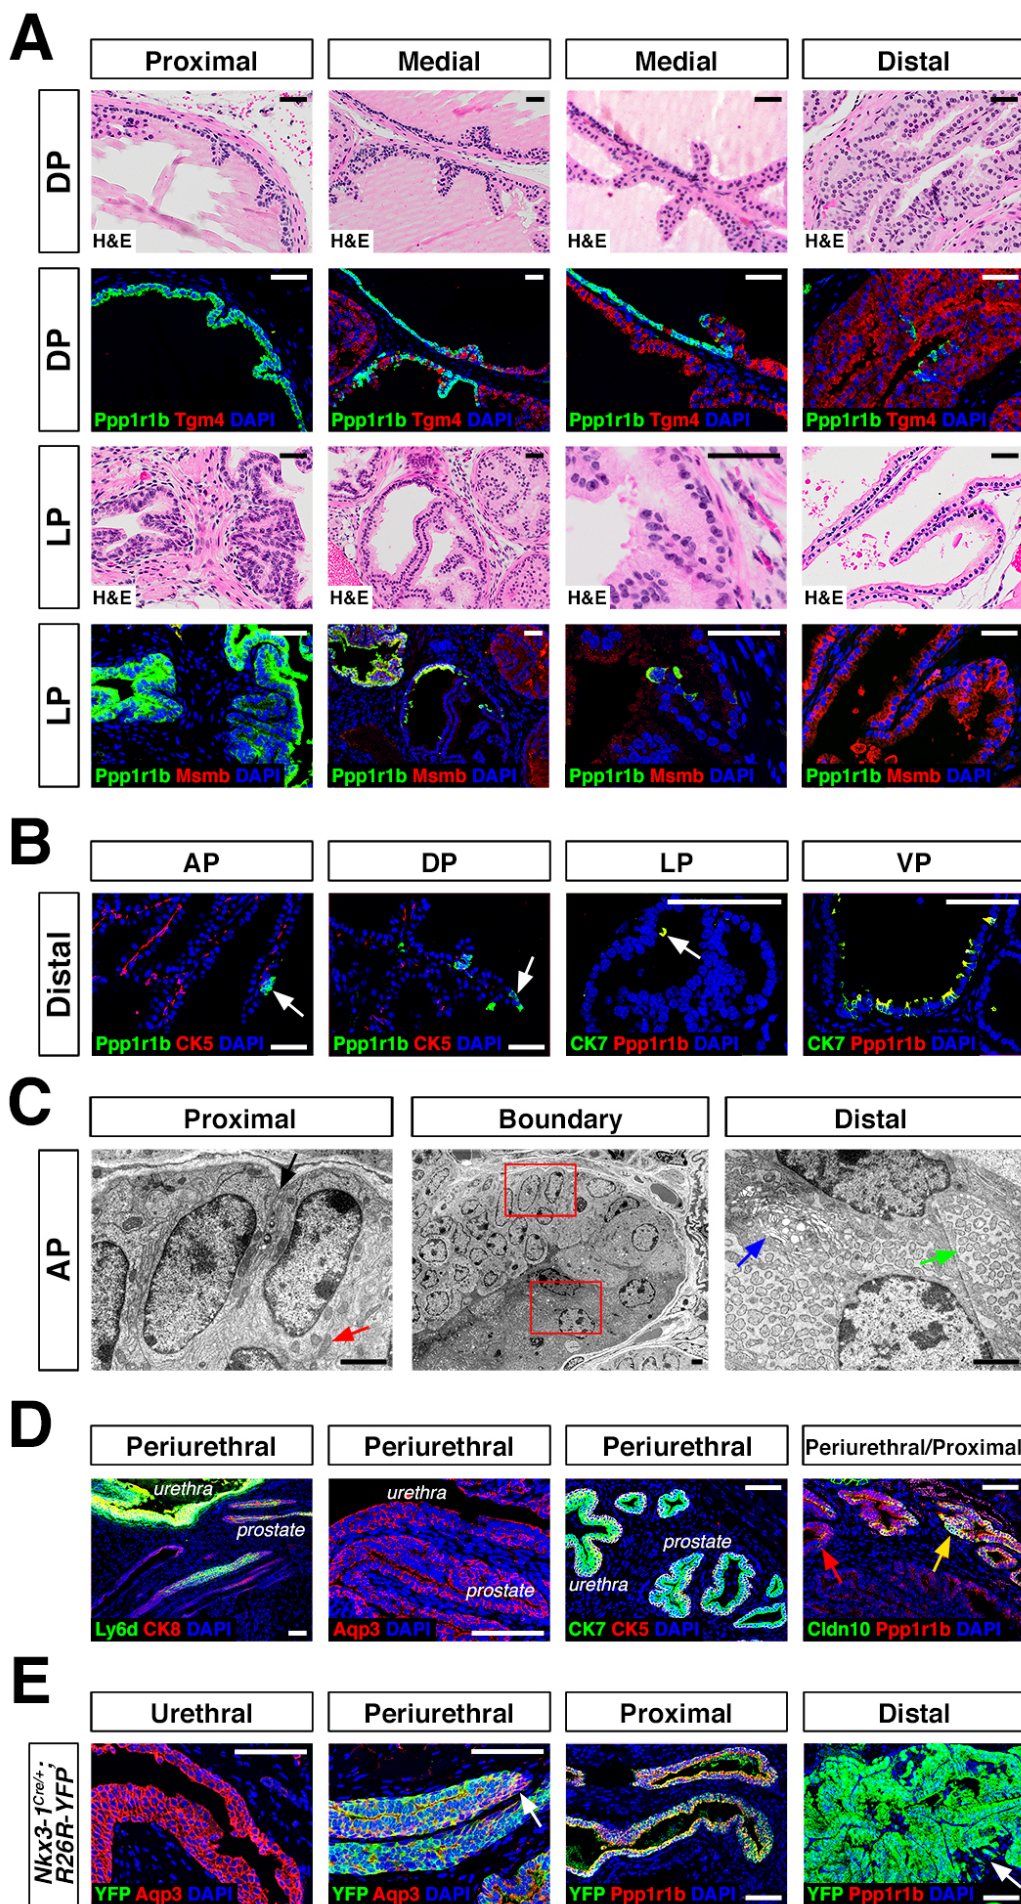 A
Proximal Medial Medial Distal
DP
H&E H&E H&E H&E
DP
Ppp1r1b Tgm4 DAPI Ppp1r1b Tgm4 DAPI Ppp1r1b Tgm4 DAPI Ppp1r1b Tgm4 DAPI
LP
H&E H&E H&E H&E
LP
Ppp1r1b Msmb DAPI Ppp1r1b Msmb DAPI Ppp1r1b Msmb DAPI Ppp1r1b Msmb DAPI
B
AP DP LP VP
Distal
Ppp1r1b CK5 DAPI Ppp1r1b CK5 DAPI CK7 Ppp1r1b DAPI CK7 Ppp1r1b DAPI
C
Proximal Boundary Distal
AP
D
Periurethral Periurethral Periurethral Periurethral/Proximal
urethra
prostate
Ly6d CK8 DAPI
urethra
prostate
Aqp3 DAPI
prostate
urethra
CK7 CK5 DAPI
Cldn10 Ppp1r1b DAPI
E
Urethral Periurethral Proximal Distal
Nkx3-1Cre/+;
R26R-YFP
YFP Aqp3 DAPI YFP Aqp3 DAPI YFP Ppp1r1b DAPI YFP Ppp1r1b DAPI